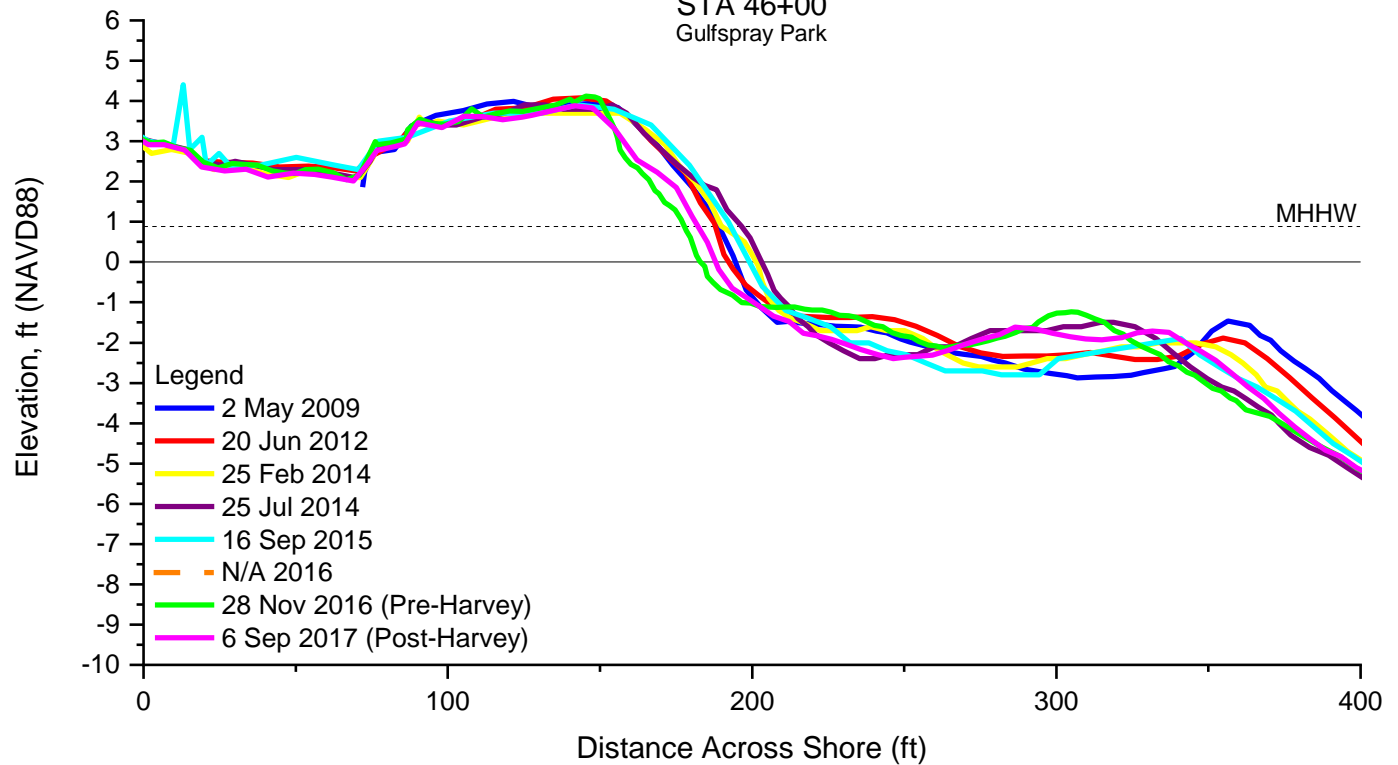 STA 46+00
Gulfspray Park
6
5
4
3
2
1
0
-1
-2
-3
-4
-5
-6
-7
-8
-9
-10
Elevation, ft (NAVD88)
MHHW
Legend
2 May 2009
20 Jun 2012
25 Feb 2014
25 Jul 2014
16 Sep 2015
N/A 2016
28 Nov 2016 (Pre-Harvey)
6 Sep 2017 (Post-Harvey)
0 100 200 300 400
Distance Across Shore (ft)